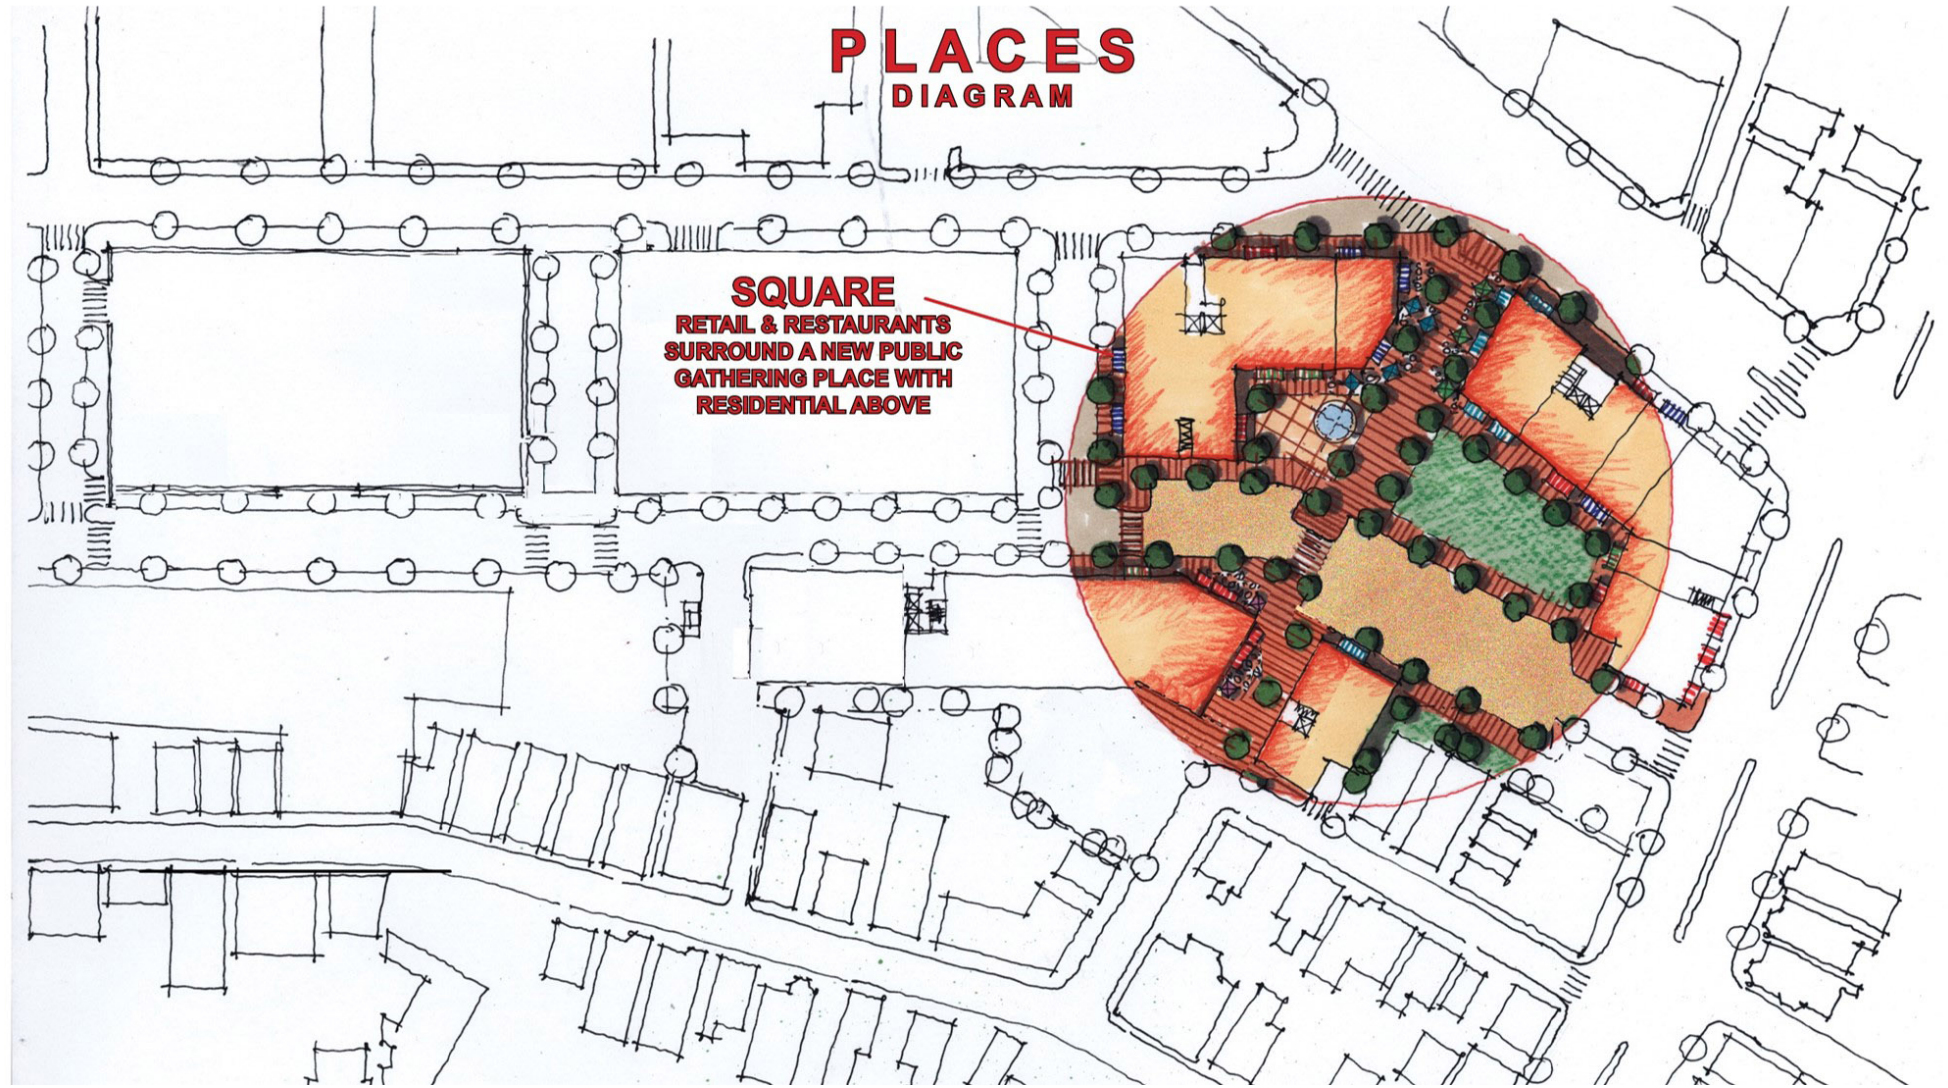 PLACES
DIAGRAM
SQUARE
RETAIL & RESTAURANTS
SURROUND A NEW PUBLIC
GATHERING PLACE WITH
RESIDENTIAL ABOVE